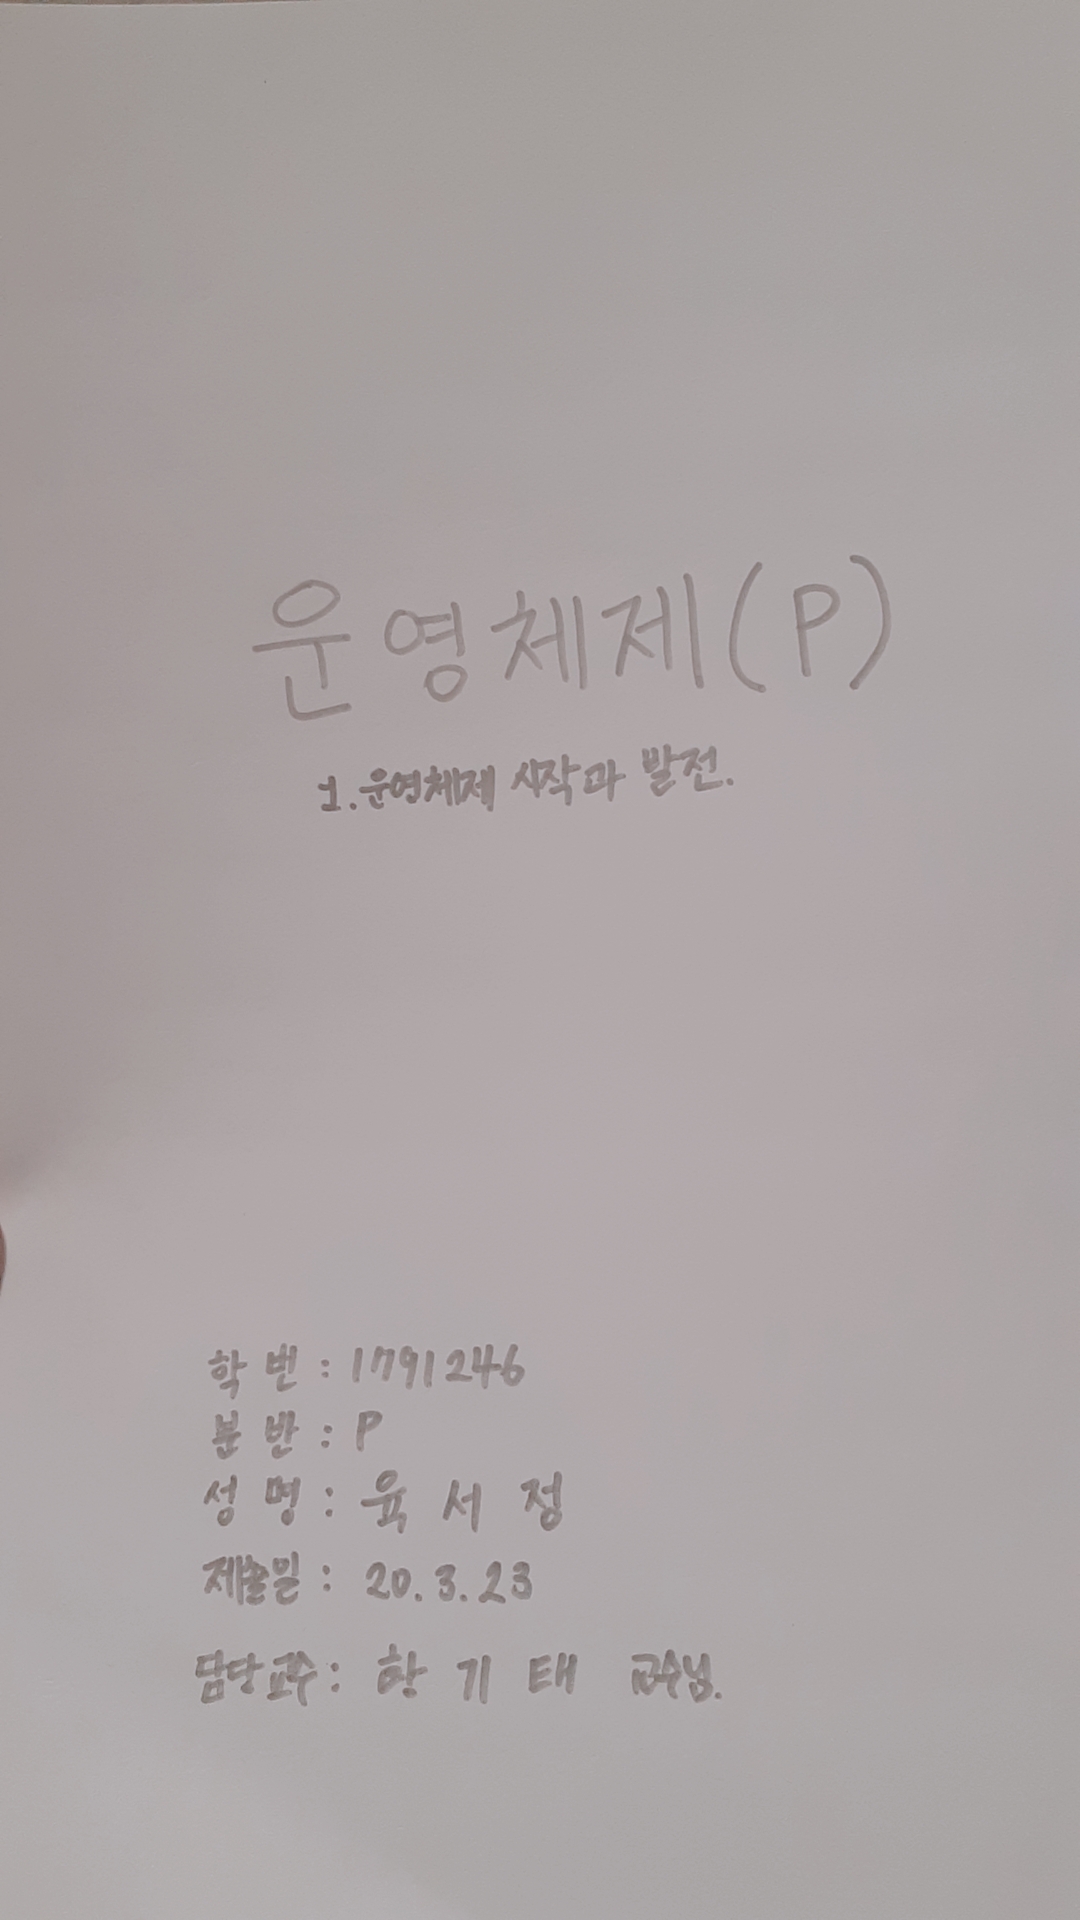 운영체제(P)
1. 운영체제 시작과 발전.
학 번 : 1791246
분 반 : P
성 명 : 육 서 정
제출일 : 20.3.23
담당교수 : 항 기 태 교수님.